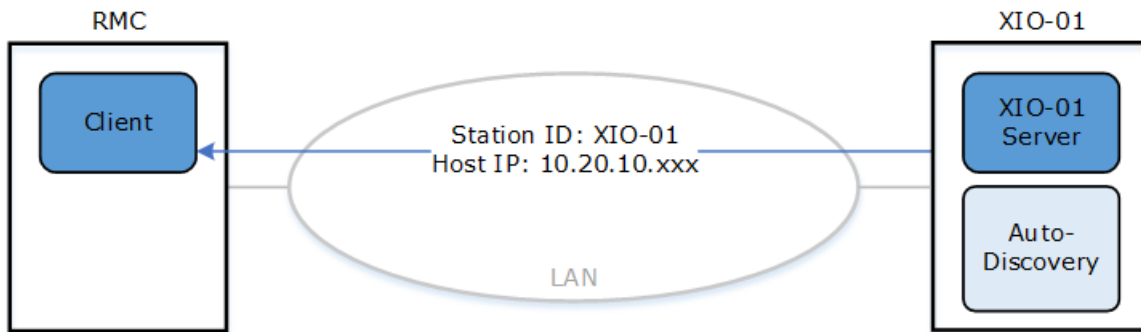 RMC
XIO-01
Client
Station ID: XIO-01
Host IP: 10.20.10.xxx
XIO-01
Server
Auto-
Discovery
LAN